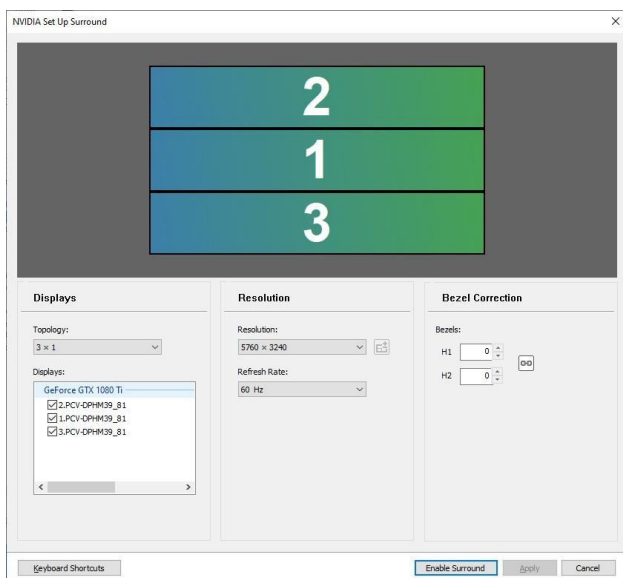 NVIDIA Set Up Surround
2
1
3
Displays
Topology:
3 × 1
Displays:
GeForce GTX 1080 Ti
2.PCV-DPHM39_81
1.PCV-DPHM39_81
3.PCV-DPHM39_81
Resolution
Resolution:
5760 × 3240
Refresh Rate:
60 Hz
Bezel Correction
Bezels:
H1 0
H2 0
Keyboard Shortcuts
Enable Surround Apply Cancel